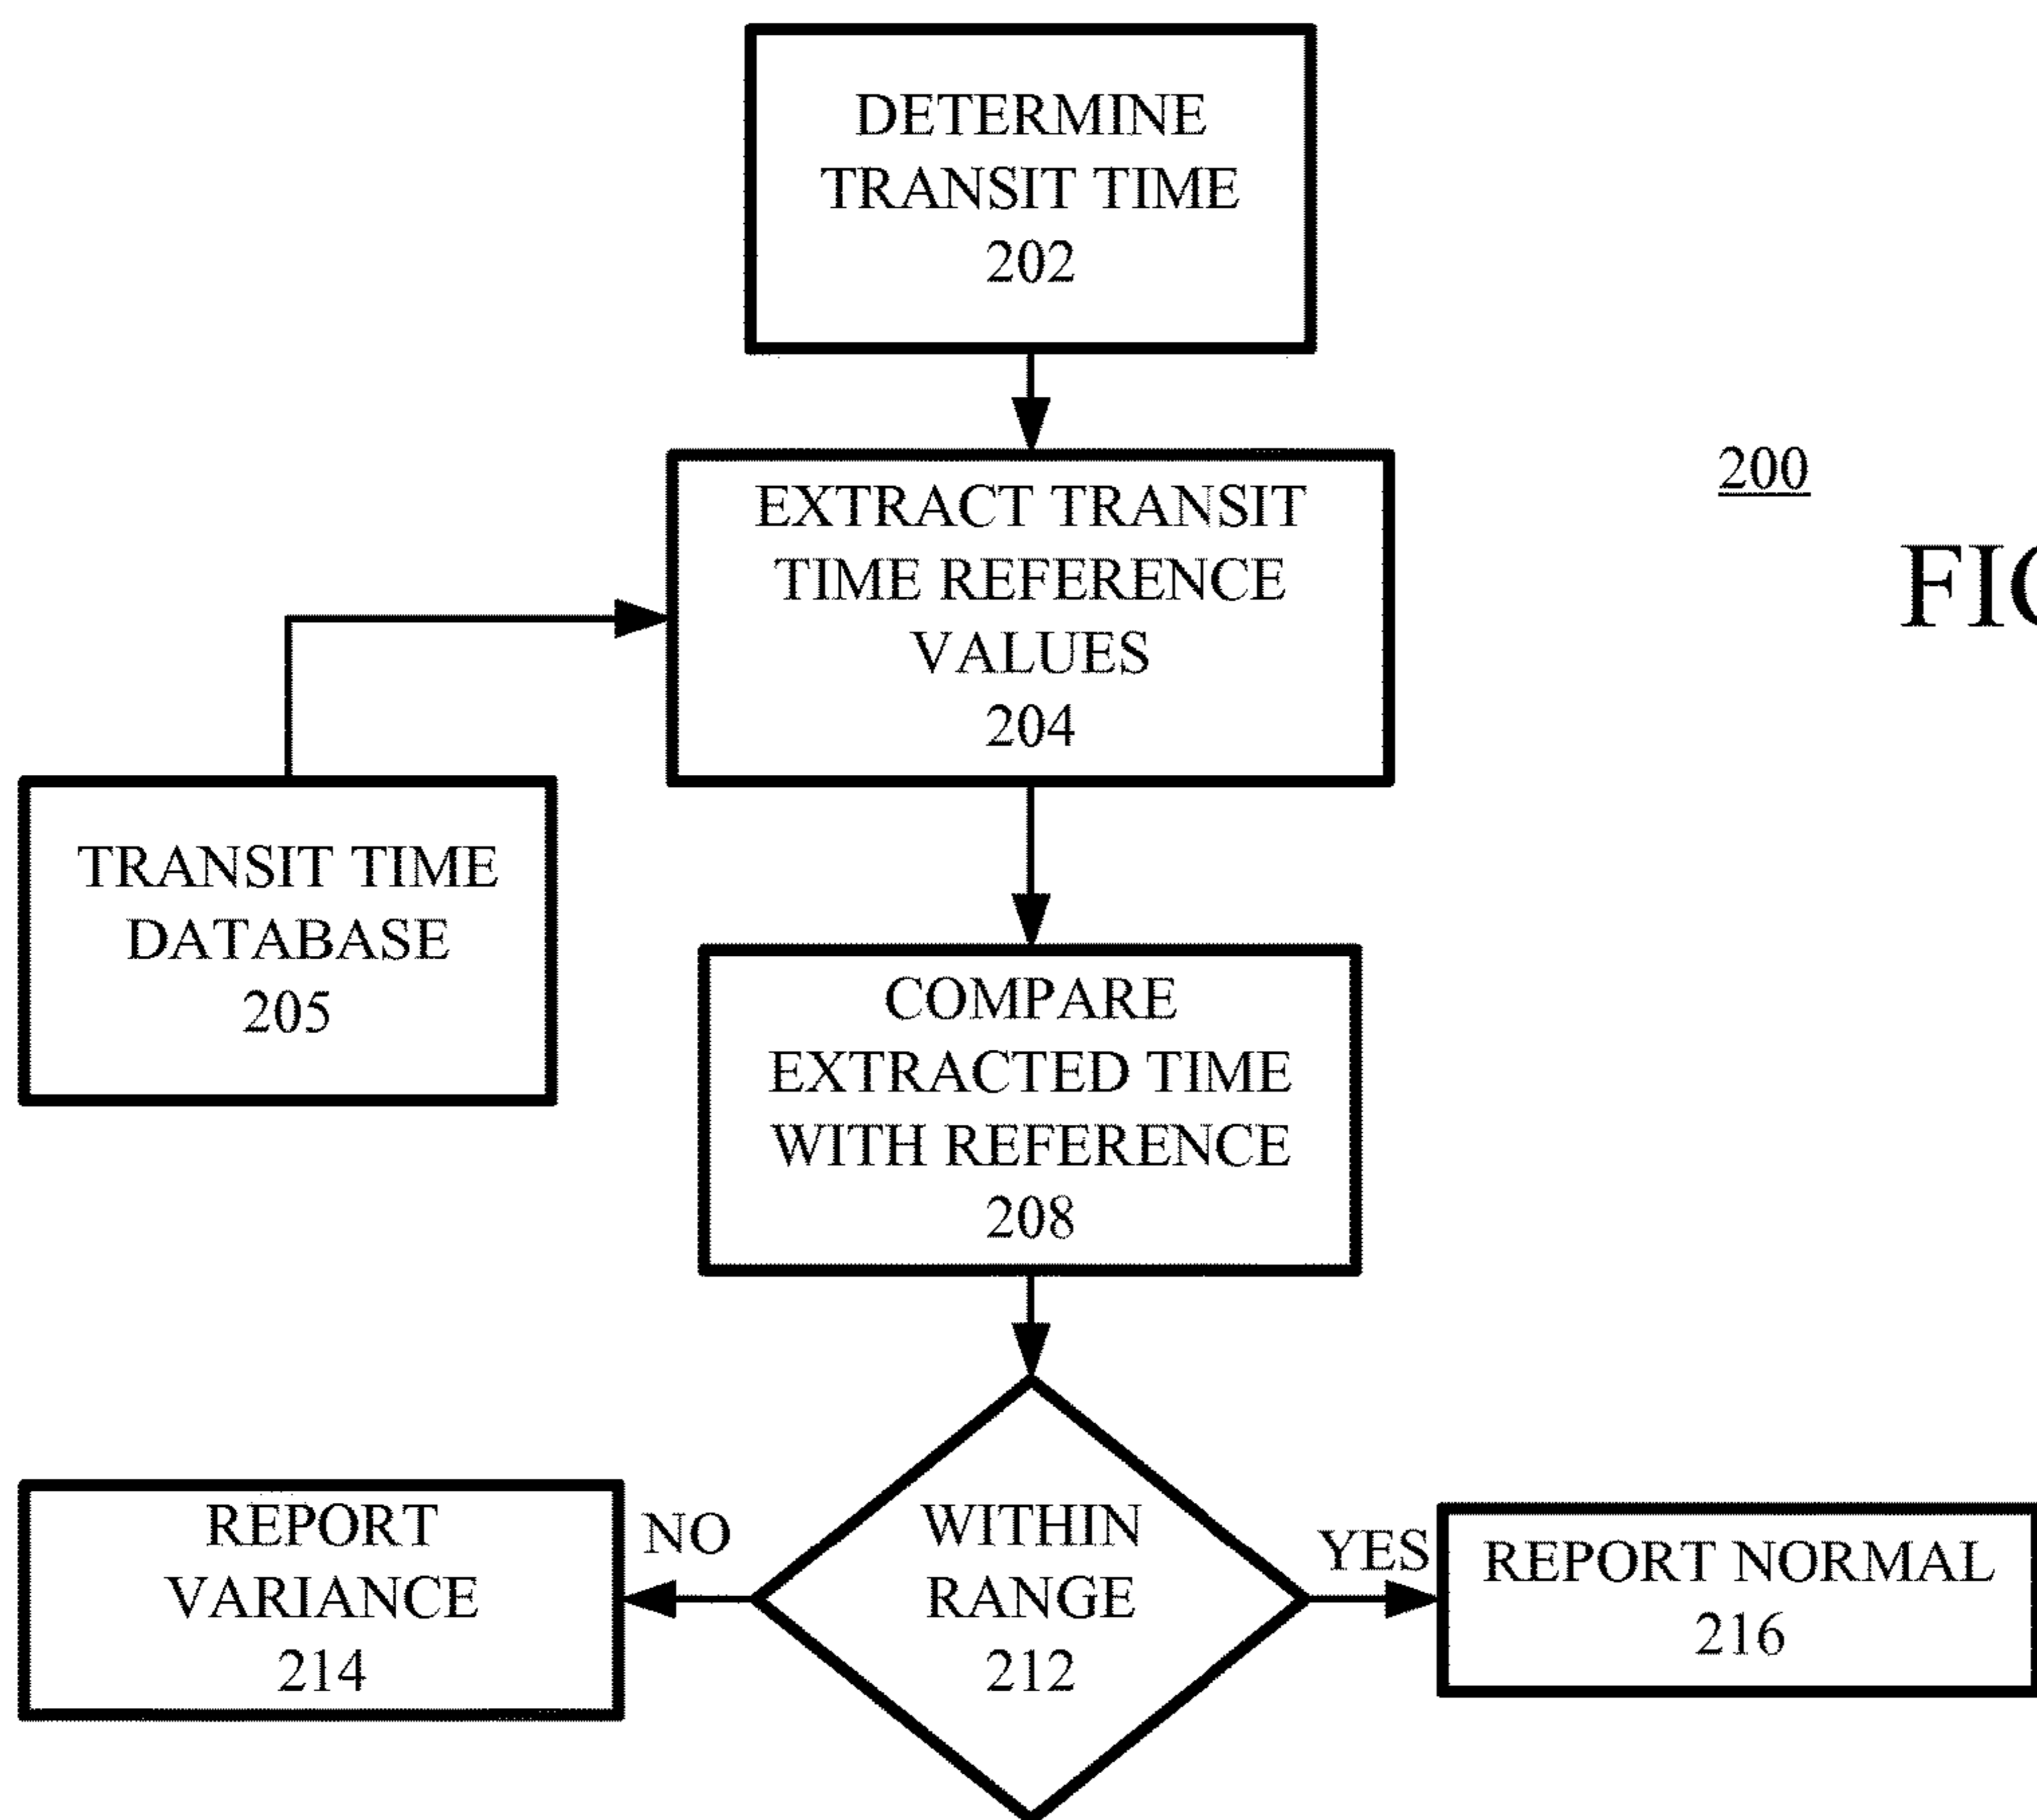 DETERMINE
TRANSIT TIME
202
EXTRACT TRANSIT
TIME REFERENCE
VALUES
204
200
TRANSIT TIME
DATABASE
205
COMPARE
EXTRACTED TIME
WITH REFERENCE
208
REPORT
VARIANCE
214
NO
WITHIN
RANGE
212
YES
REPORT NORMAL
216